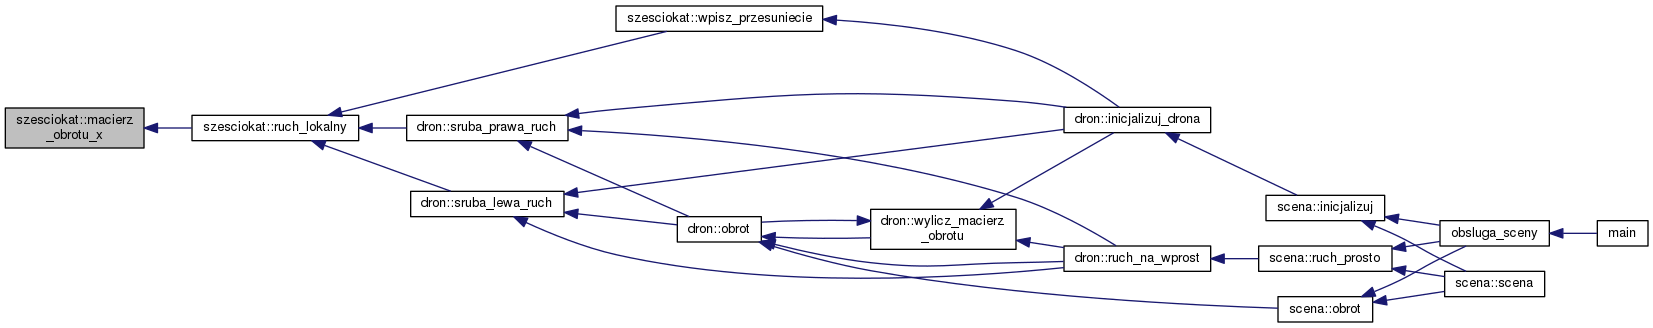 szesciokat::macierz
_obrotu_x
szesciokat::ruch_lokalny
szesciokat::wpisz_przesuniecie
dron::sruba_prawa_ruch
dron::sruba_lewa_ruch
dron::obrot
dron::wylicz_macierz
_obrotu
dron::inicjalizuj_drona
dron::ruch_na_wprost
scena::inicjalizuj
scena::ruch_prosto
scena::obrot
obsluga_sceny
scena::scena
main